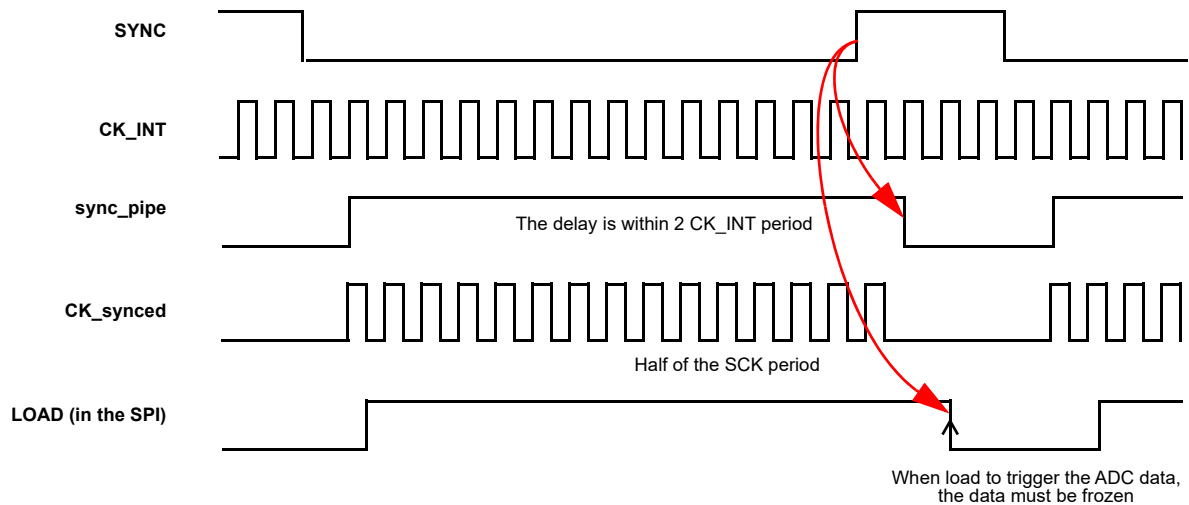 SYNC
CK_INT
sync_pipe
The delay is within 2 CK_INT period
CK_synced
Half of the SCK period
LOAD (in the SPI)
When load to trigger the ADC data,
the data must be frozen